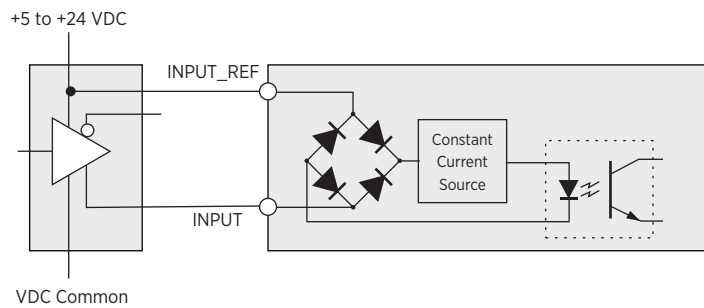 +5 to +24 VDC
INPUT_REF
Constant
Current
Source
INPUT
VDC Common